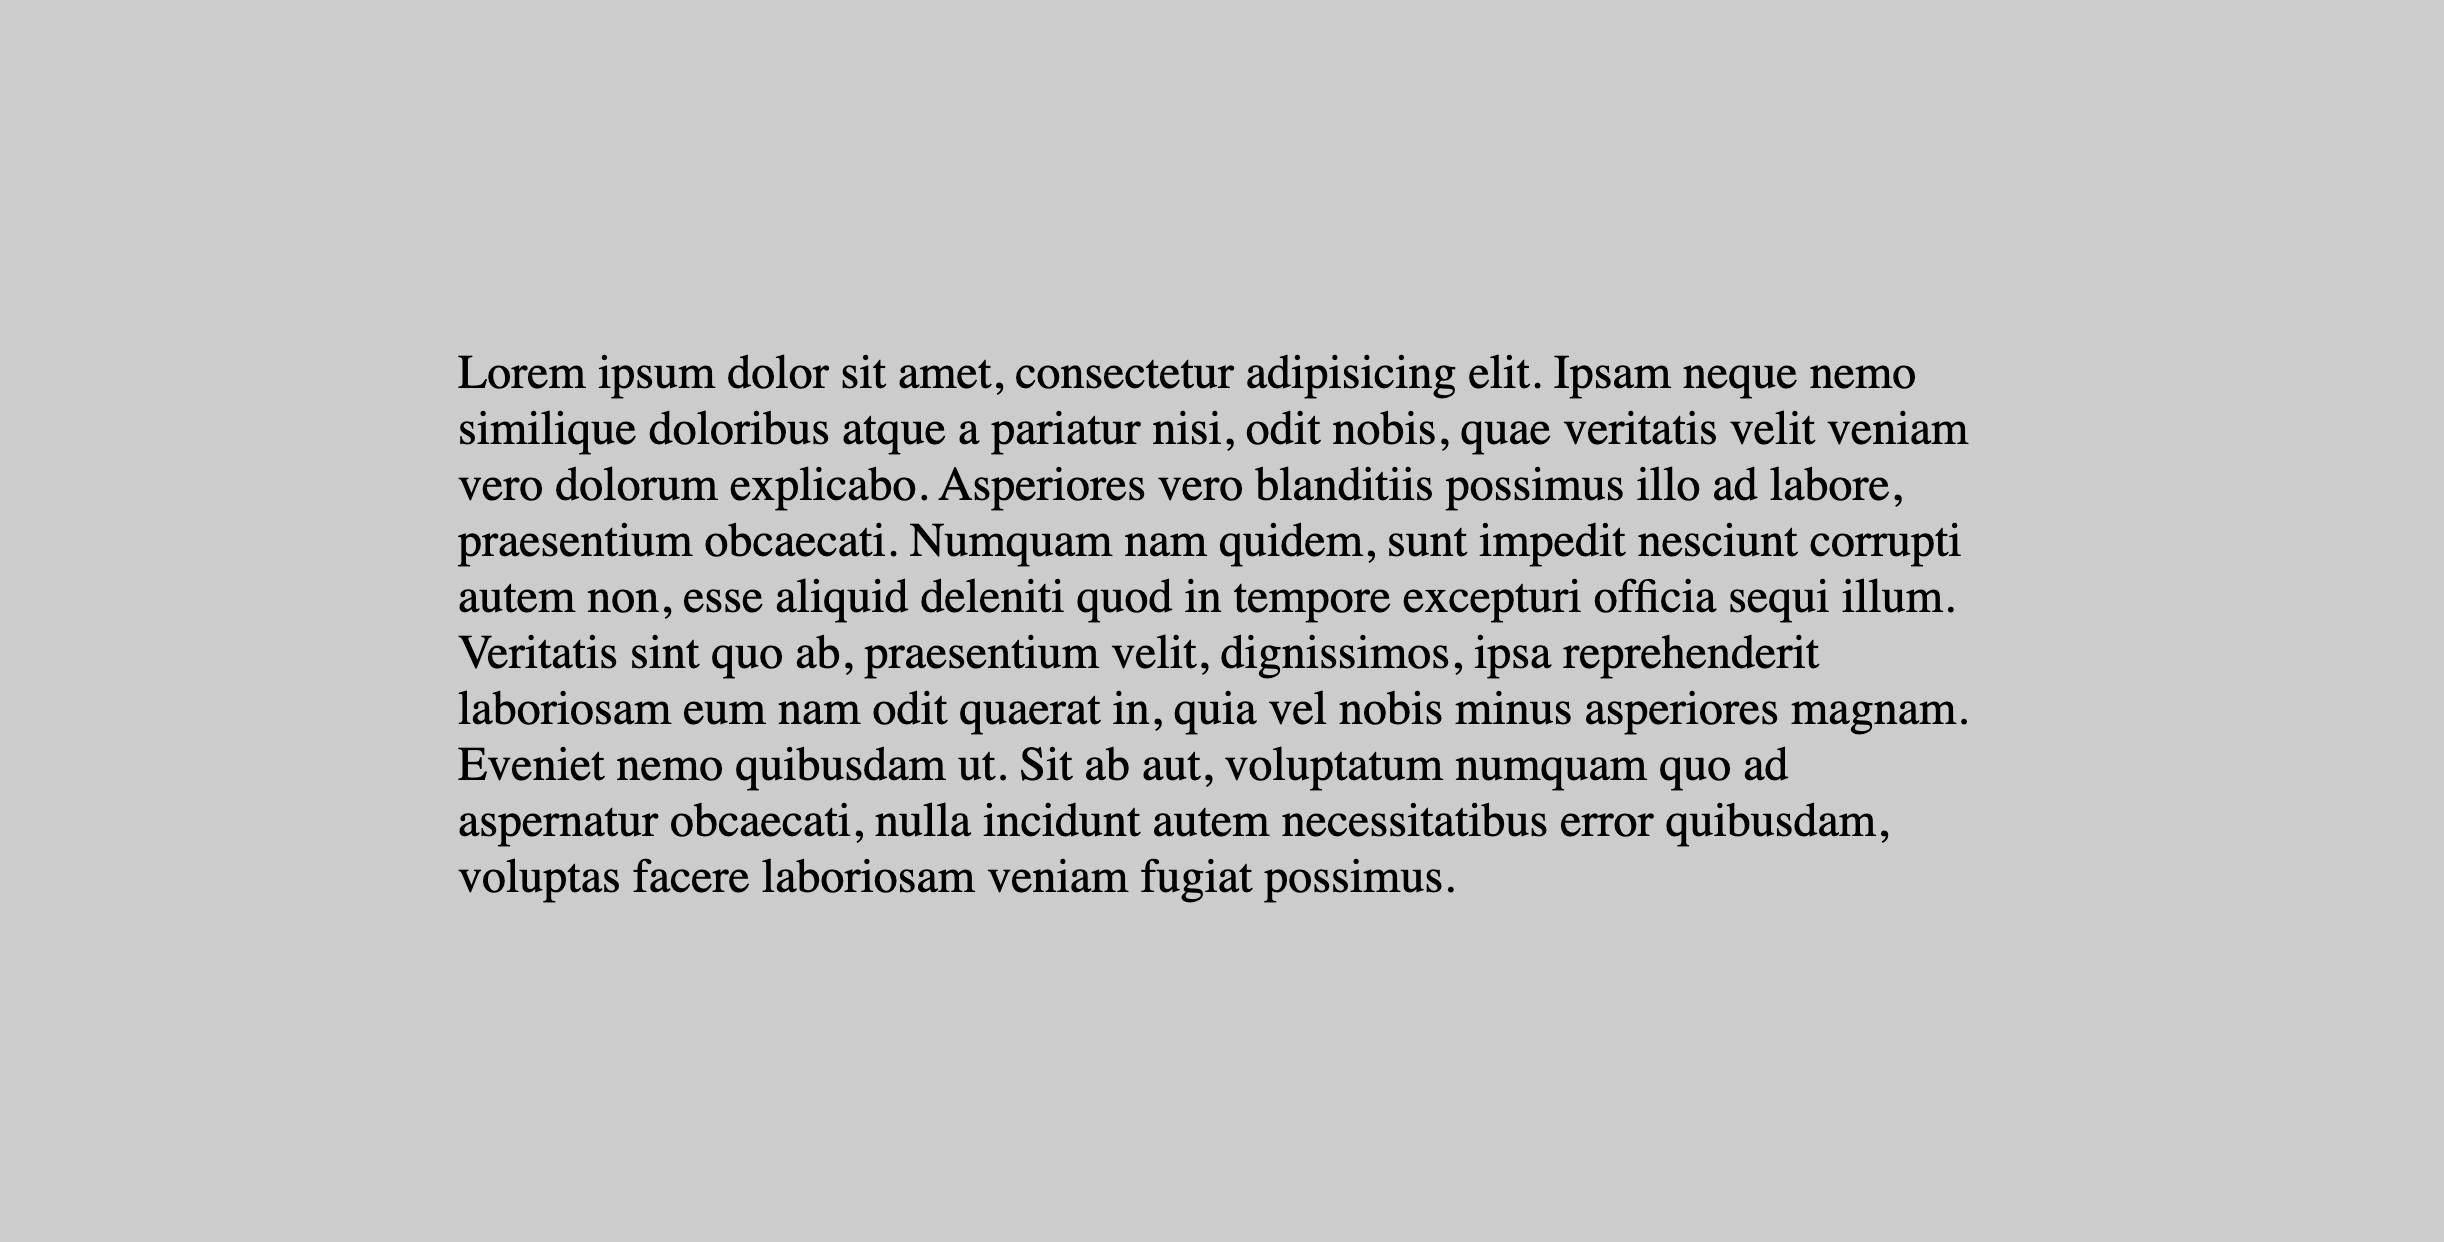 Lorem ipsum dolor sit amet, consectetur adipisicing elit. Ipsam neque nemo
similique doloribus atque a pariatur nisi, odit nobis, quae veritatis velit veniam
vero dolorum explicabo. Asperiores vero blanditiis possimus illo ad labore,
praesentium obcaecati. Numquam nam quidem, sunt impedit nesciunt corrupti
autem non, esse aliquid deleniti quod in tempore excepturi officia sequi illum.
Veritatis sint quo ab, praesentium velit, dignissimos, ipsa reprehenderit
laboriosam eum nam odit quaerat in, quia vel nobis minus asperiores magnam.
Eveniet nemo quibusdam ut. Sit ab aut, voluptatum numquam quo ad
aspernatur obcaecati, nulla incidunt autem necessitatibus error quibusdam,
voluptas facere laboriosam veniam fugiat possimus.